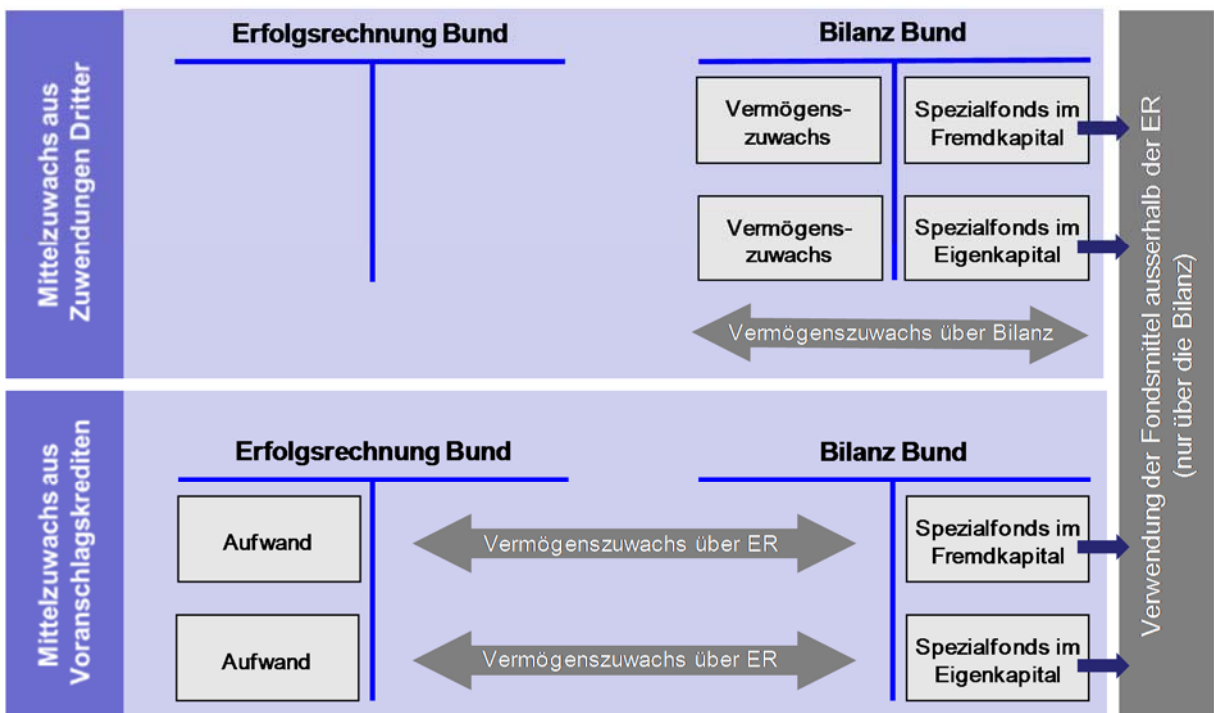 Mittelzuwachs aus
Zuwendungen Dritter
Erfolgsrechnung Bund
Bilanz Bund
Vermögens-
zuwachs
Spezialfonds im
Fremdkapital
Vermögens-
zuwachs
Spezialfonds im
Eigenkapital
Vermögenszuwachs über Bilanz
Mittelzuwachs aus
Voranschlagskrediten
Erfolgsrechnung Bund
Bilanz Bund
Aufwand
Vermögenszuwachs über ER
Spezialfonds im
Fremdkapital
Aufwand
Vermögenszuwachs über ER
Spezialfonds im
Eigenkapital
Verwendung der Fondsmittel ausserhalb der ER
(nur über die Bilanz)